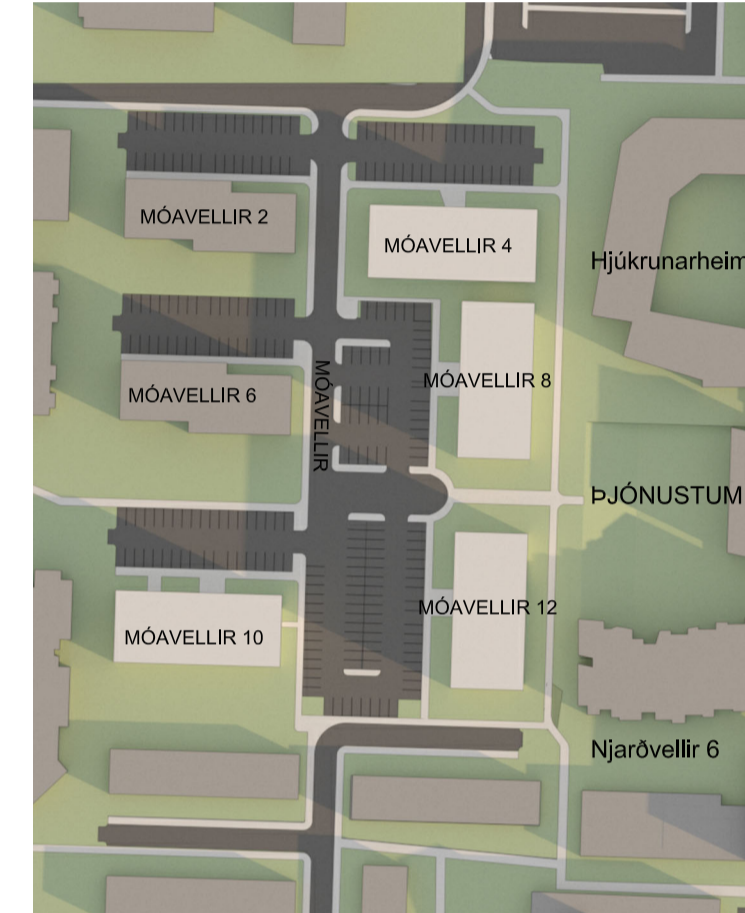 MÓAVELLIR 2
MÓAVELLIR 4
Hjúkrunarheim
MÓAVELLIR 6
MÓAVELLIR
MÓAVELLIR 8
ÞJÓNUSTUM
MÓAVELLIR 10
MÓAVELLIR 12
Njarðvellir 6